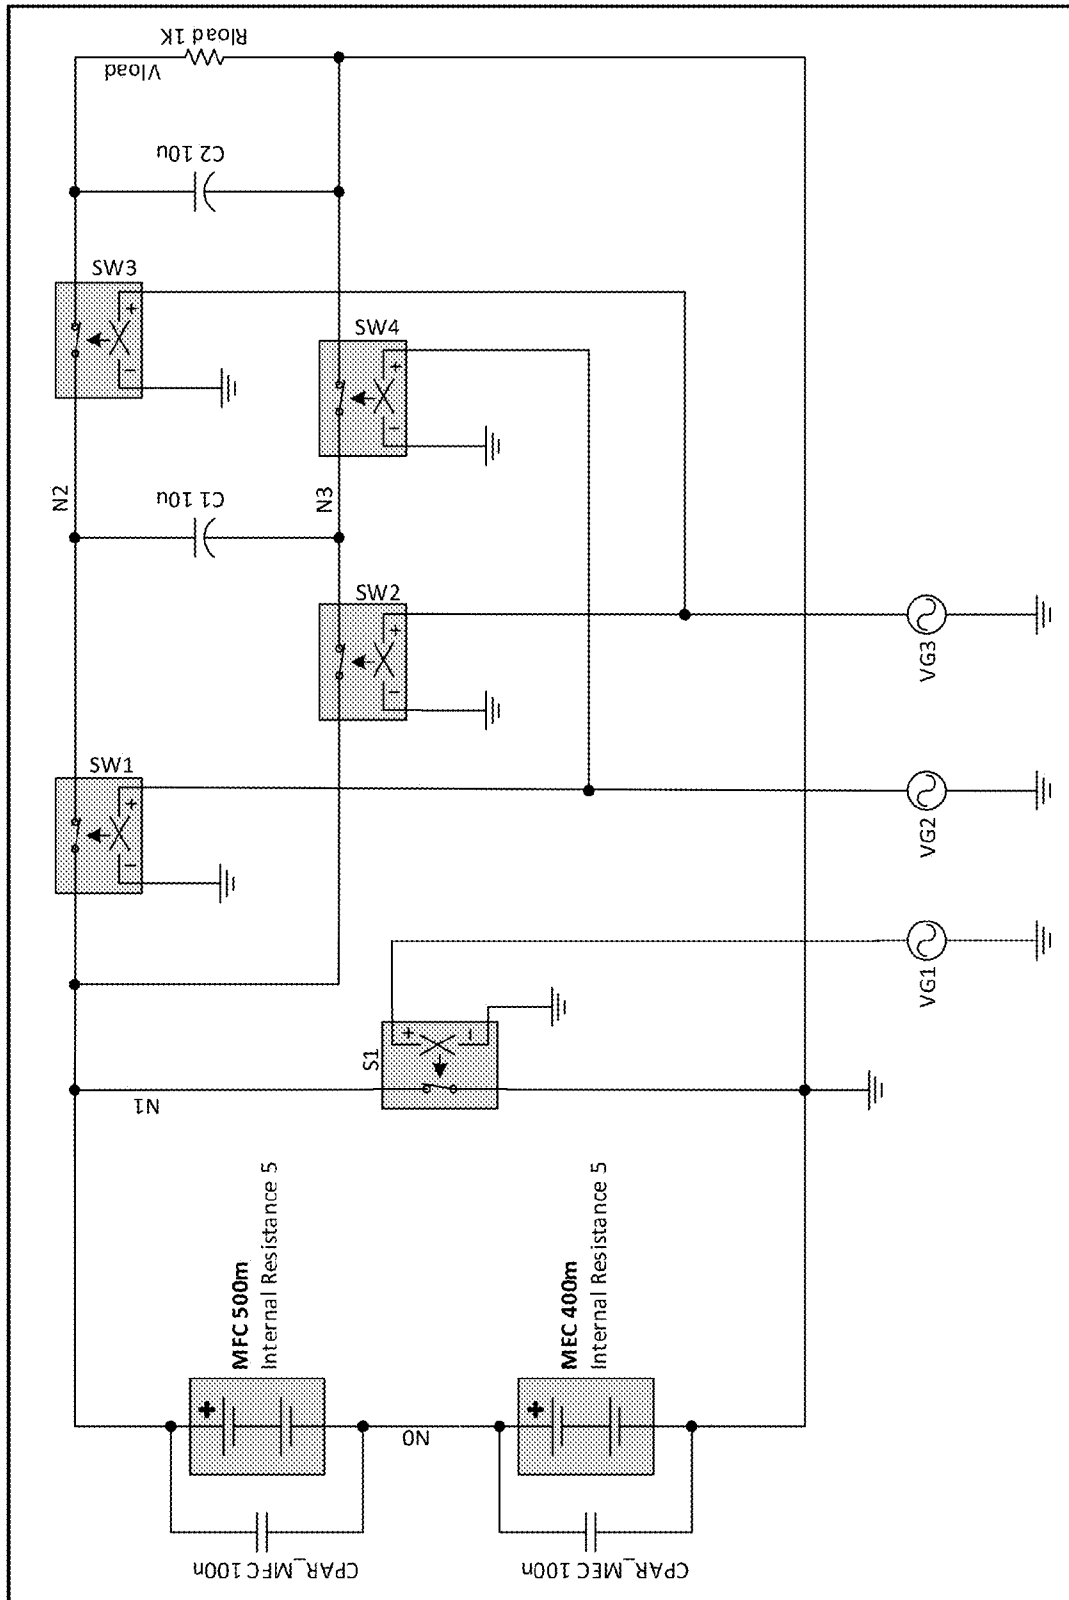 Rload 1K
Vload
C2 10u
SW3
+
–
SW4
+
–
N2
C1 10u
N3
SW2
+
–
SW1
+
–
VG3
VG2
VG1
S1
+
–
N1
MFC 500m
Internal Resistance 5
+
N0
MEC 400m
Internal Resistance 5
+
CPAR_MFC 100n
CPAR_MEC 100n